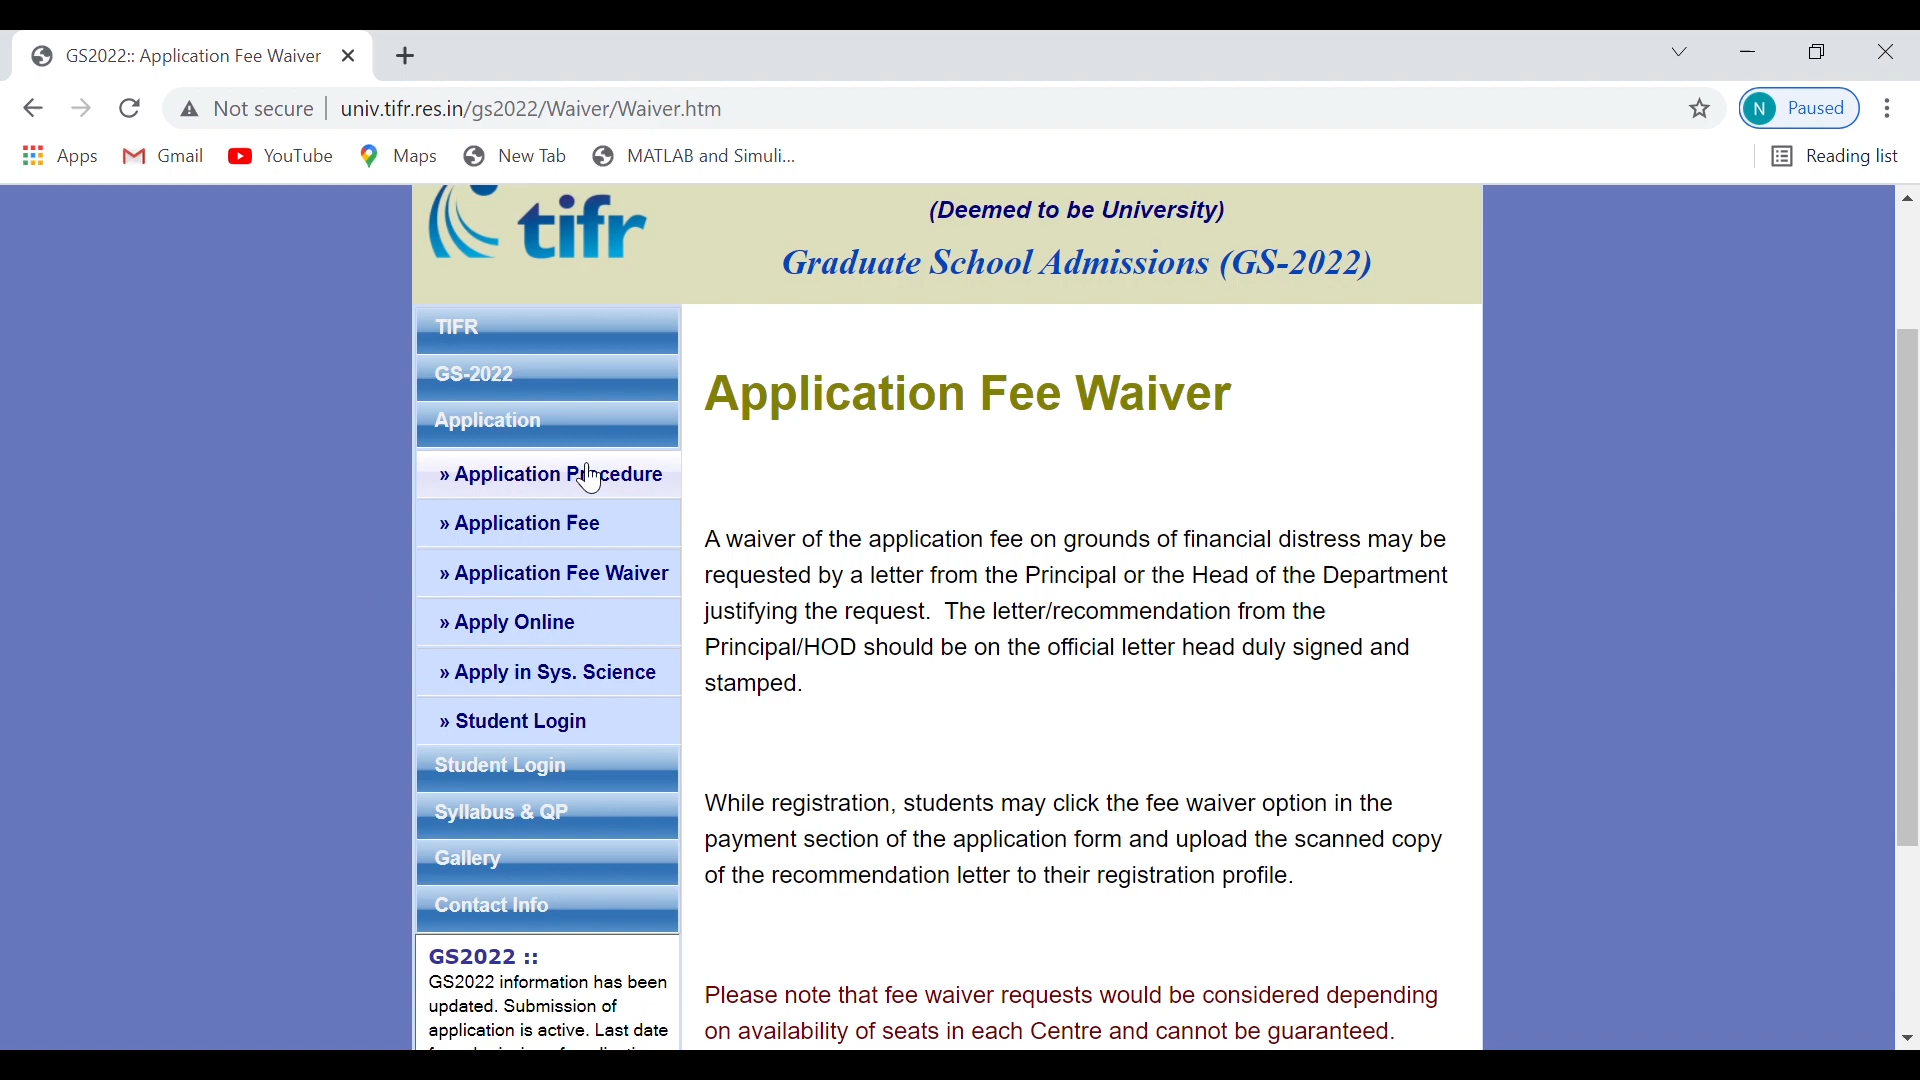 GS2022:: Application Fee Waiver
Not secure univ.tifr.res.in/gs2022/Waiver/Waiver.htm N Paused
Apps Gmail YouTube Maps New Tab MATLAB and Simuli... Reading list
tifr
(Deemed to be University)
Graduate School Admissions (GS-2022)
TIFR
GS-2022
Application
» Application Procedure
» Application Fee
» Application Fee Waiver
» Apply Online
» Apply in Sys. Science
» Student Login
Student Login
Syllabus & QP
Gallery
Contact Info
GS2022 ::
GS2022 information has been
updated. Submission of
application is active. Last date
Application Fee Waiver
A waiver of the application fee on grounds of financial distress may be
requested by a letter from the Principal or the Head of the Department
justifying the request. The letter/recommendation from the
Principal/HOD should be on the official letter head duly signed and
stamped.
While registration, students may click the fee waiver option in the
payment section of the application form and upload the scanned copy
of the recommendation letter to their registration profile.
Please note that fee waiver requests would be considered depending
on availability of seats in each Centre and cannot be guaranteed.